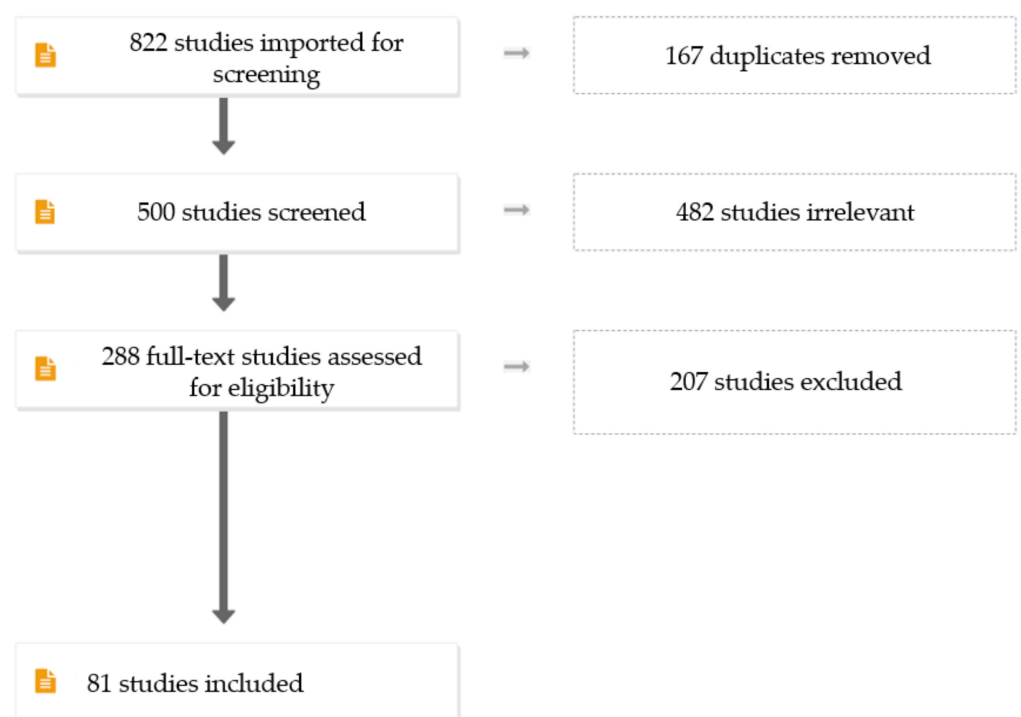 822 studies imported for
screening
167 duplicates removed
500 studies screened
482 studies irrelevant
288 full-text studies assessed
for eligibility
207 studies excluded
81 studies included